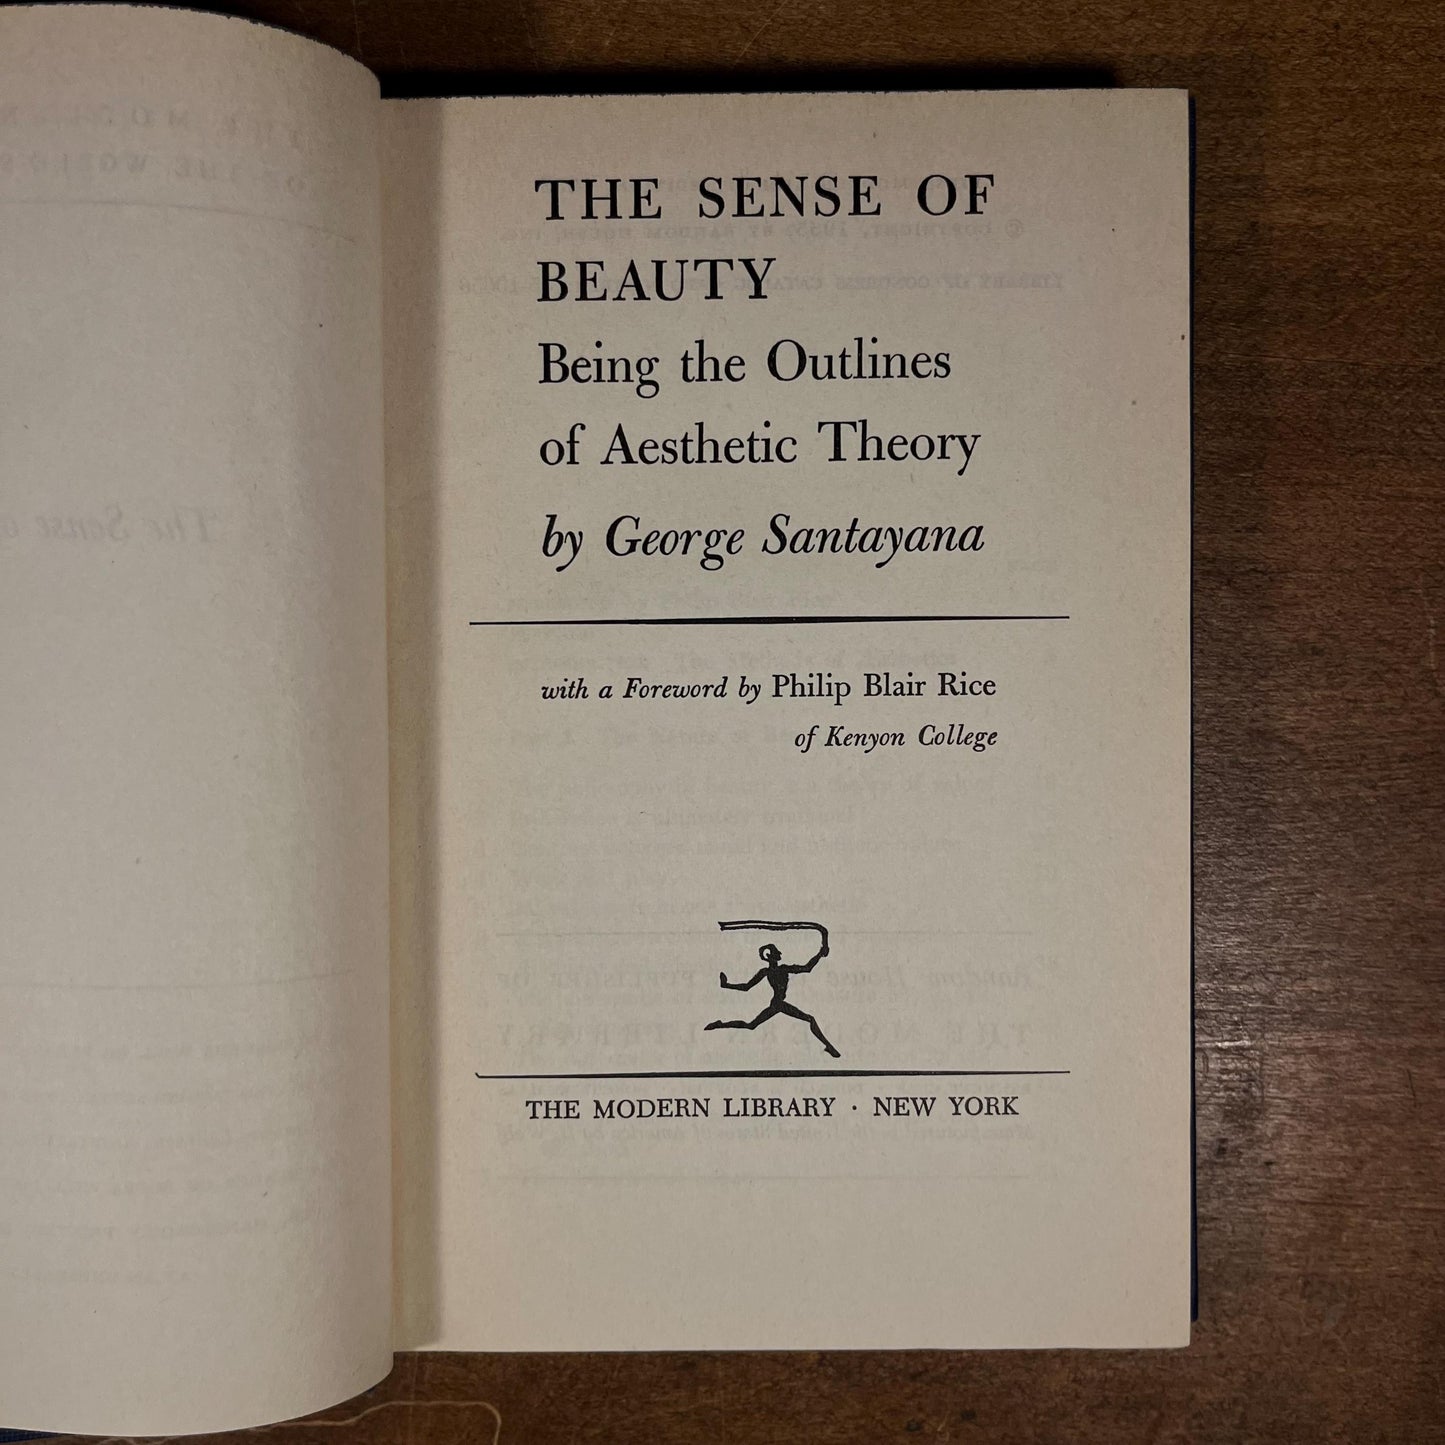 THE SENSE OF
BEAUTY
Being the Outlines
of Aesthetic Theory
by George Santayana
with a Foreword by Philip Blair Rice
of Kenyon College
THE MODERN LIBRARY · NEW YORK